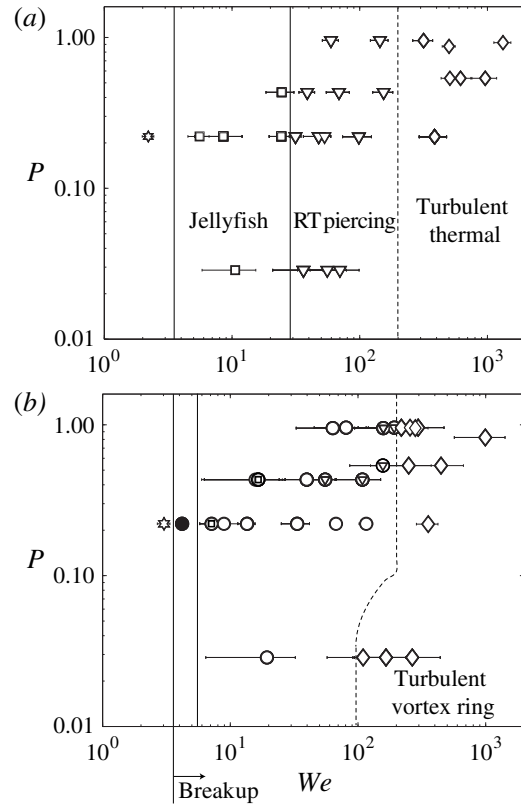 (a)
1.00
P
0.10
Jellyfish
RT piercing
Turbulent
thermal
0.01
10^0
10^1
10^2
10^3
(b)
1.00
P
0.10
Turbulent
vortex ring
0.01
10^0
10^1
10^2
10^3
Breakup
We